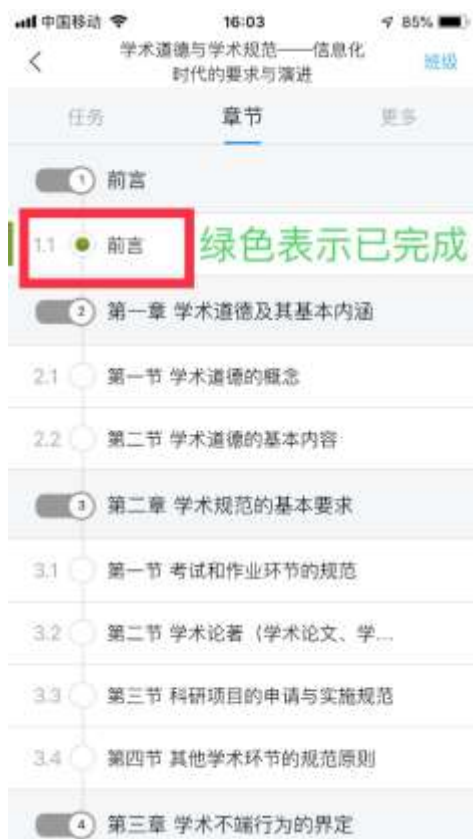 中国移动 16:03 85%
学术道德与学术规范——信息化
时代的要求与演进
班级
任务 章节 更多
1 前言
1.1 前言 绿色表示已完成
2 第一章 学术道德及其基本内涵
2.1 第一节 学术道德的概念
2.2 第二节 学术道德的基本内容
3 第二章 学术规范的基本要求
3.1 第一节 考试和作业环节的规范
3.2 第二节 学术论著（学术论文、学...
3.3 第三节 科研项目的申请与实施规范
3.4 第四节 其他学术环节的规范原则
4 第三章 学术不端行为的界定